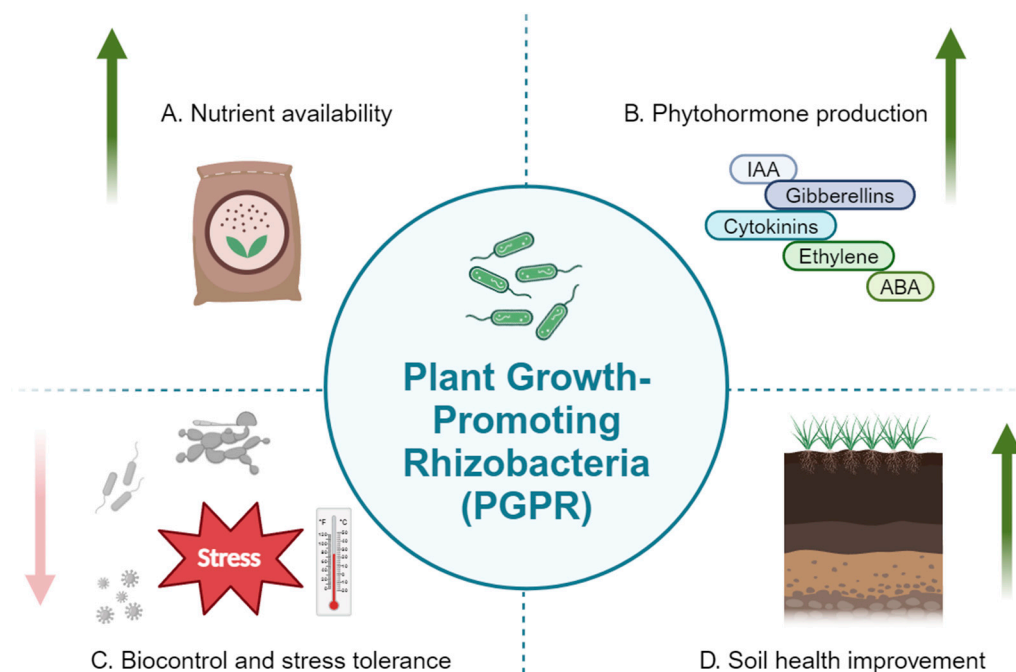 A. Nutrient availability
B. Phytohormone production
IAA
Gibberellins
Cytokinins
Ethylene
ABA
Plant Growth-
Promoting
Rhizobacteria
(PGPR)
Stress
°F °C
C. Biocontrol and stress tolerance
D. Soil health improvement